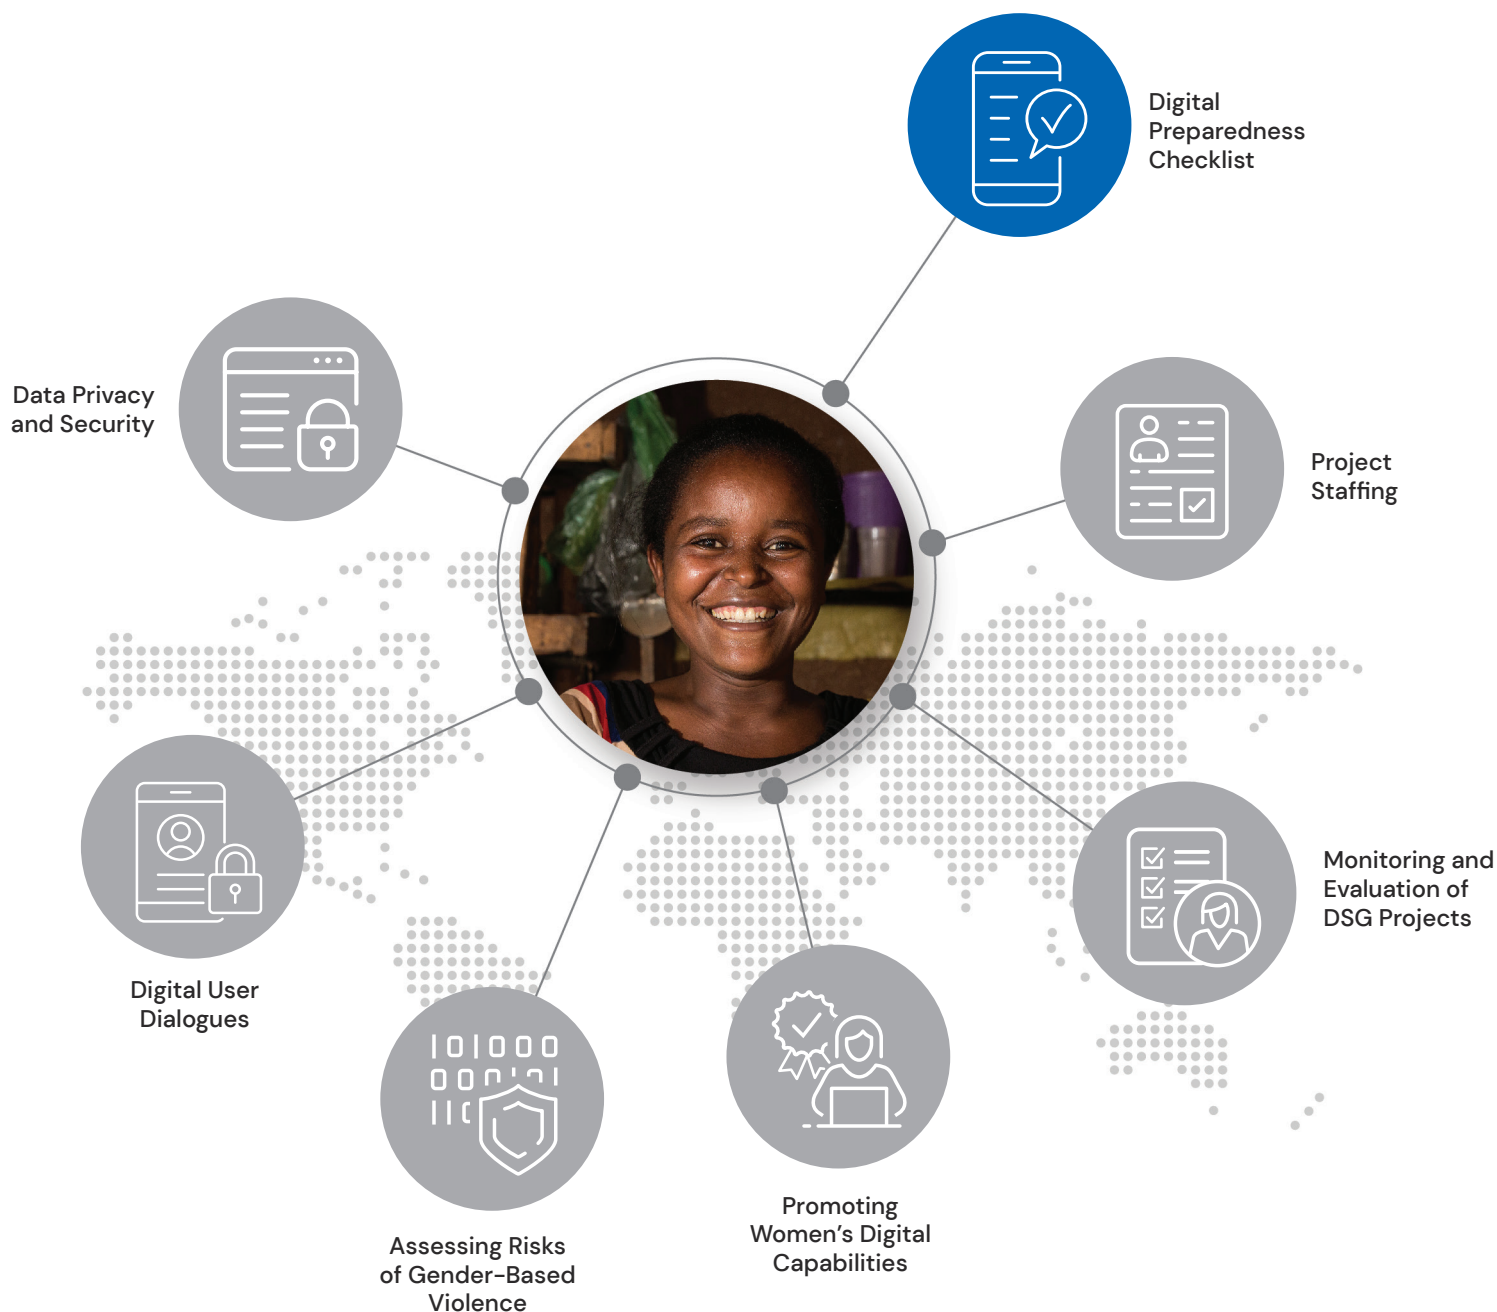 Digital
Preparedness
Checklist
Data Privacy
and Security
Project
Staffing
Monitoring and
Evaluation of
DSG Projects
Digital User
Dialogues
Promoting
Women’s Digital
Capabilities
Assessing Risks
of Gender-Based
Violence